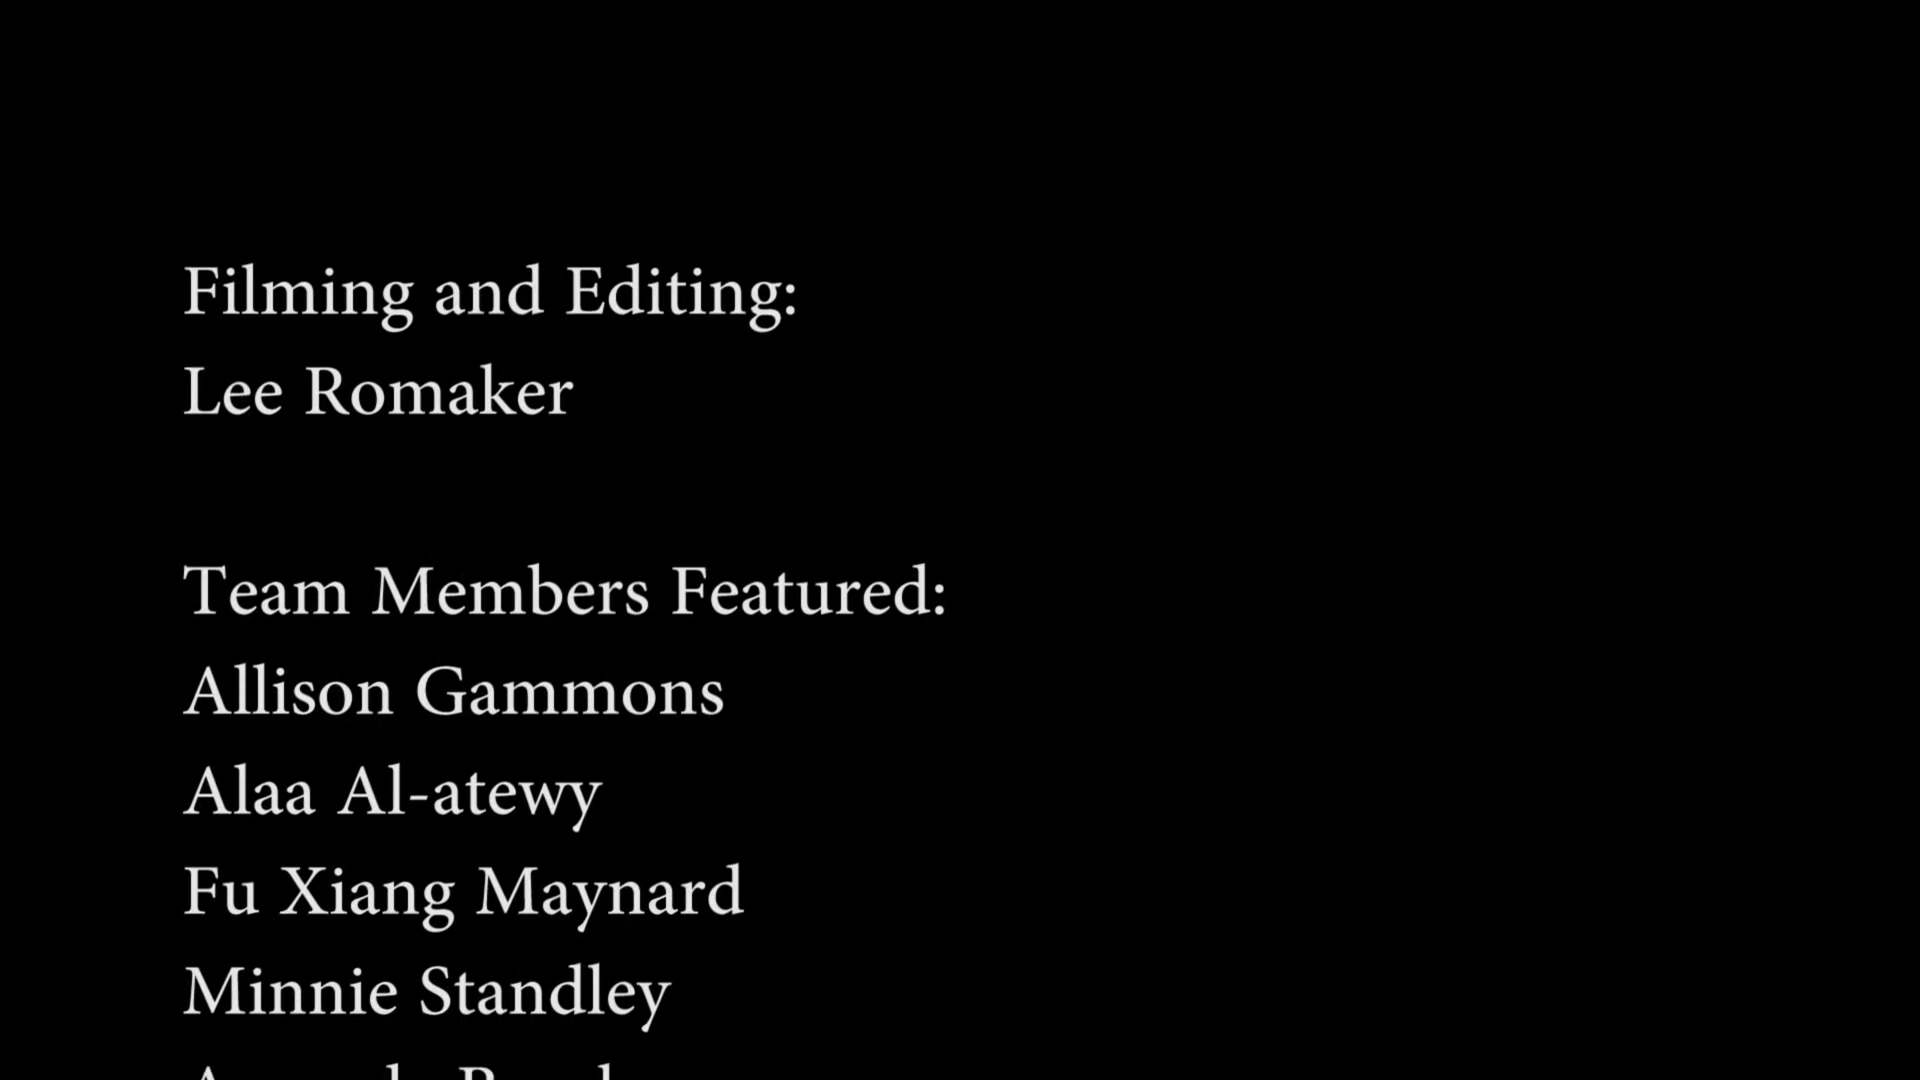 Filming and Editing:
Lee Romaker
Team Members Featured:
Allison Gammons
Alaa Al-atewy
Fu Xiang Maynard
Minnie Standley